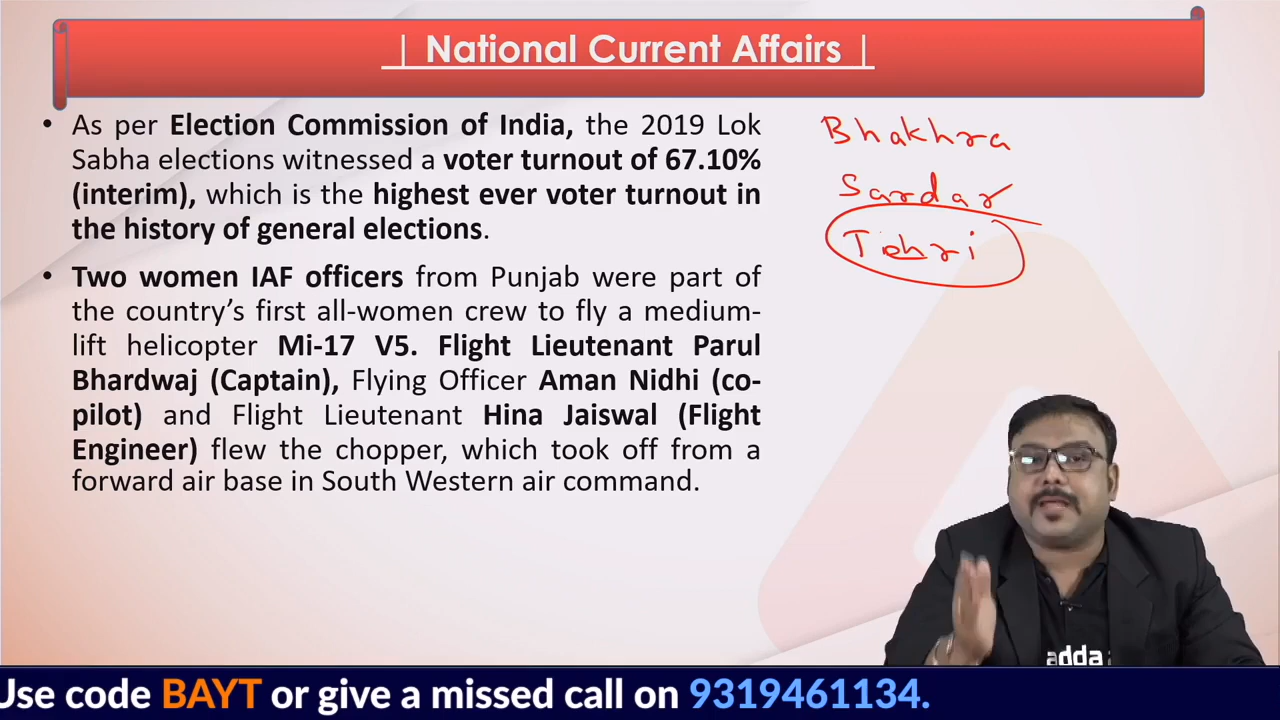 | National Current Affairs |
• As per Election Commission of India, the 2019 Lok
Sabha elections witnessed a voter turnout of 67.10%
(interim), which is the highest ever voter turnout in
the history of general elections.
• Two women IAF officers from Punjab were part of
the country’s first all-women crew to fly a medium-
lift helicopter Mi-17 V5. Flight Lieutenant Parul
Bhardwaj (Captain), Flying Officer Aman Nidhi (co-
pilot) and Flight Lieutenant Hina Jaiswal (Flight
Engineer) flew the chopper, which took off from a
forward air base in South Western air command.
Bhakhra
Sardar
Tehri
adda
Use code BAYT or give a missed call on 9319461134.